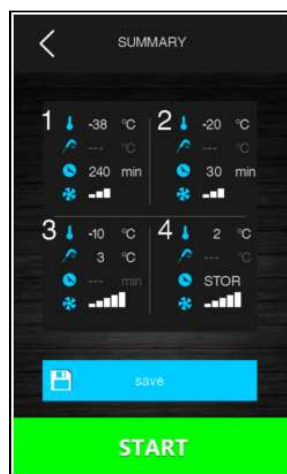 SUMMARY
1 -38 °C 2 -20 °C
--- °C --- °C
240 min 30 min
3 -10 °C 4 2 °C
3 °C --- °C
--- min STOR
save
START